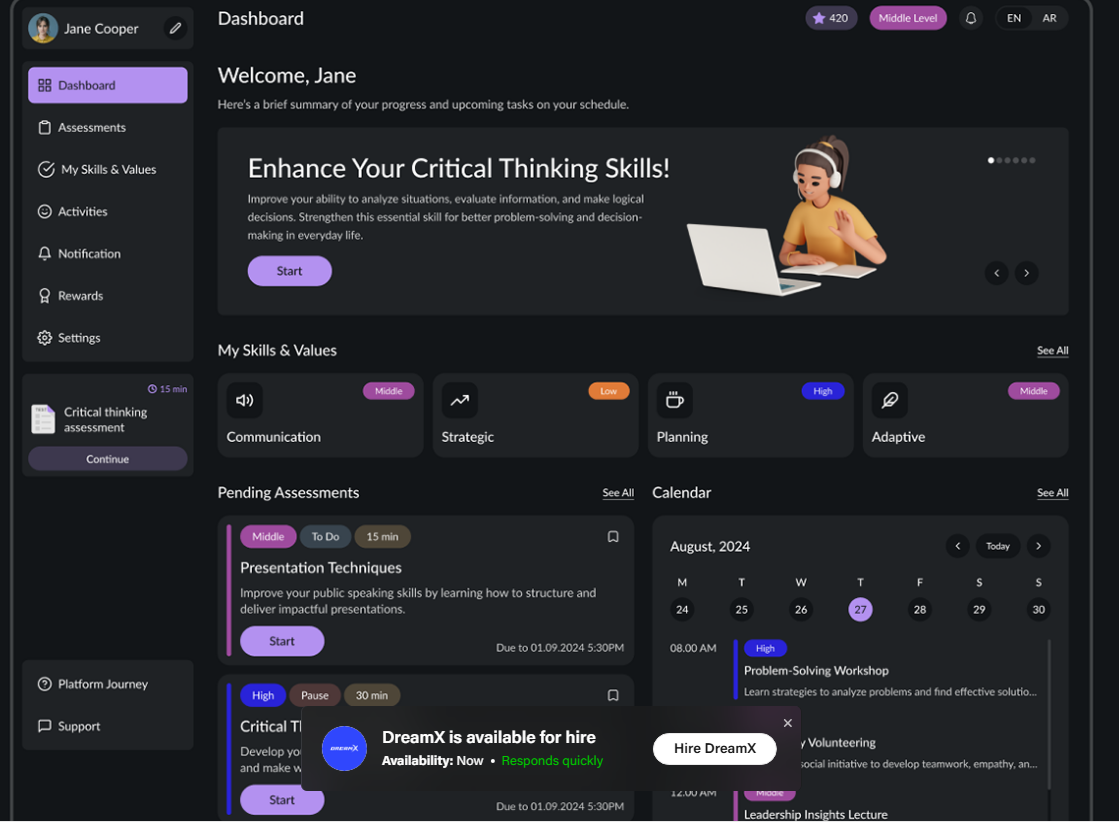 Jane Cooper
Dashboard
Assessments
My Skills & Values
Activities
Notification
Rewards
Settings
15 min
TEST
Critical thinking
assessment
Continue
Platform Journey
Support
Dashboard
420
Middle Level
EN
AR
Welcome, Jane
Here's a brief summary of your progress and upcoming tasks on your schedule.
Enhance Your Critical Thinking Skills!
Improve your ability to analyze situations, evaluate information, and make logical
decisions. Strengthen this essential skill for better problem-solving and decision-
making in everyday life.
Start
My Skills & Values
See All
Middle
Communication
Low
Strategic
High
Planning
Middle
Adaptive
Pending Assessments
See All
Middle
To Do
15 min
Presentation Techniques
Improve your public speaking skills by learning how to structure and
deliver impactful presentations.
Start
Due to 01.09.2024 5:30PM
High
Pause
30 min
Critical T
Develop yo
and make w
Start
Due to 01.09.2024 5:30PM
Calendar
See All
August, 2024
Today
M T W T F S S
24 25 26 27 28 29 30
08.00 AM
High
Problem-Solving Workshop
Learn strategies to analyze problems and find effective solutio...
y Volunteering
social initiative to develop teamwork, empathy, an...
12.00 AM
Middle
Leadership Insights Lecture
DREAMX
DreamX is available for hire
Availability: Now • Responds quickly
Hire DreamX